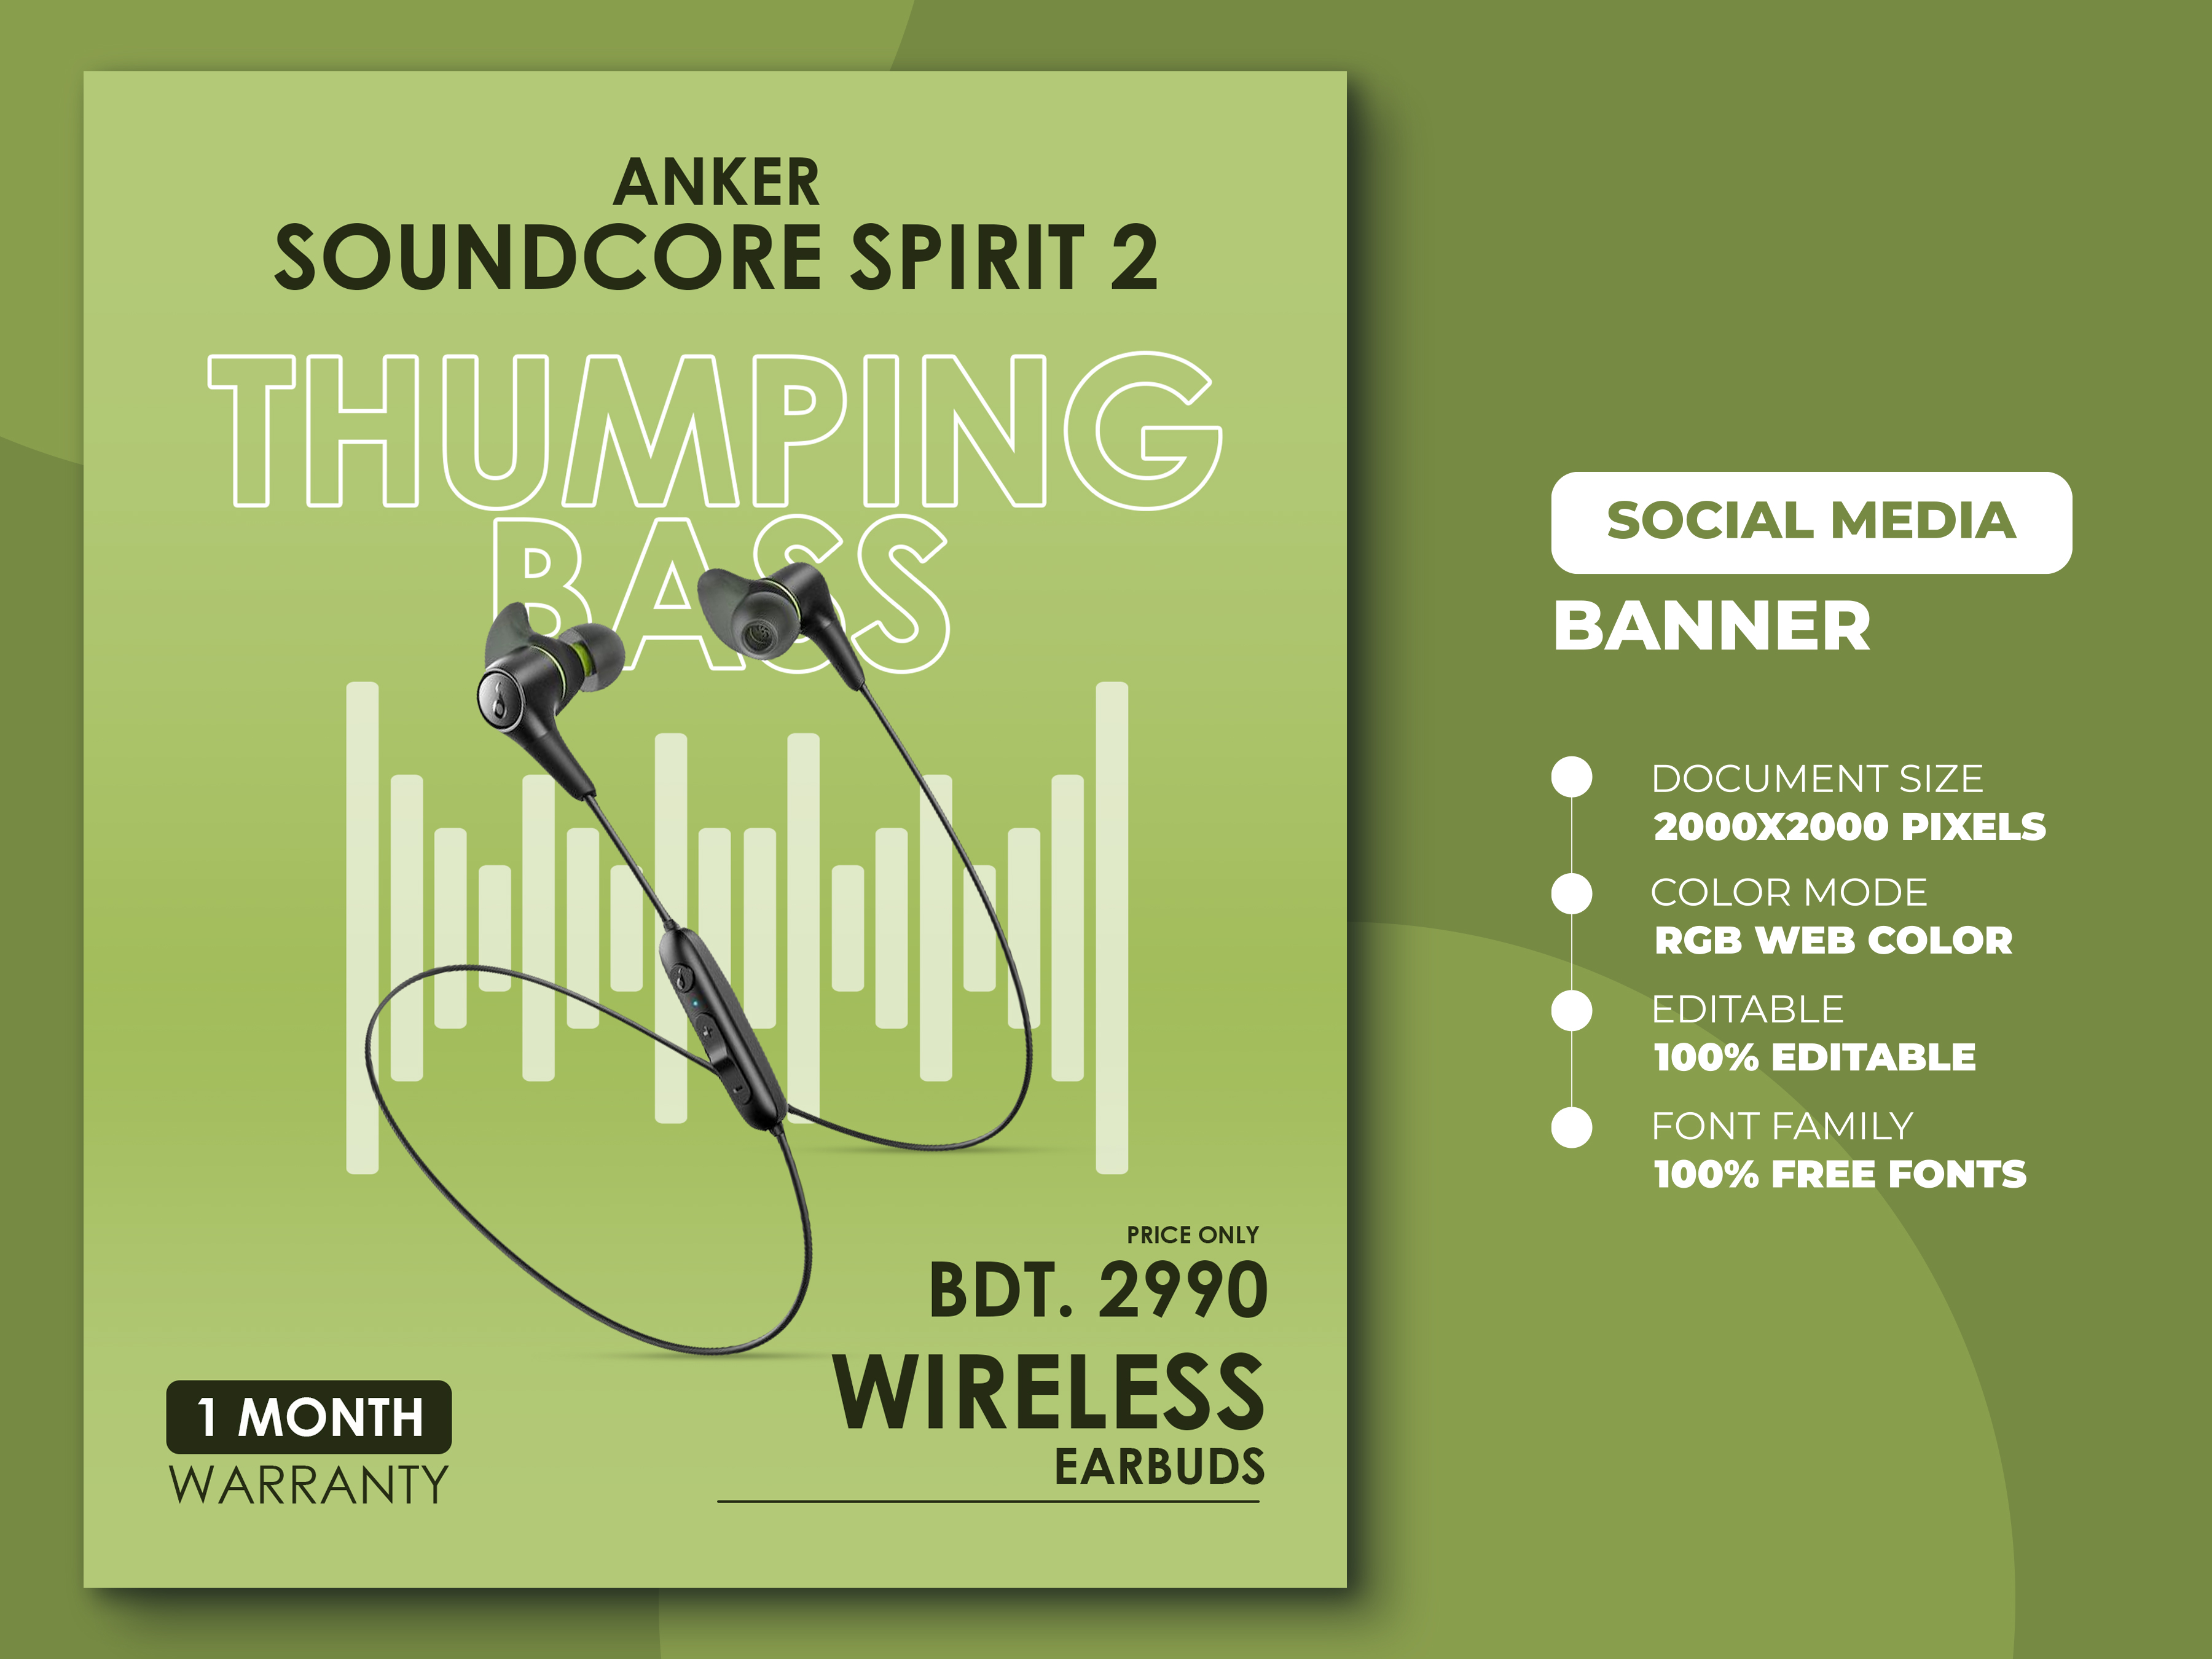 ANKER
SOUNDCORE SPIRIT 2
THUMPING
BASS
PRICE ONLY
BDT. 2990
WIRELESS
EARBUDS
1 MONTH
WARRANTY
SOCIAL MEDIA
BANNER
DOCUMENT SIZE
2000X2000 PIXELS
COLOR MODE
RGB WEB COLOR
EDITABLE
100% EDITABLE
FONT FAMILY
100% FREE FONTS